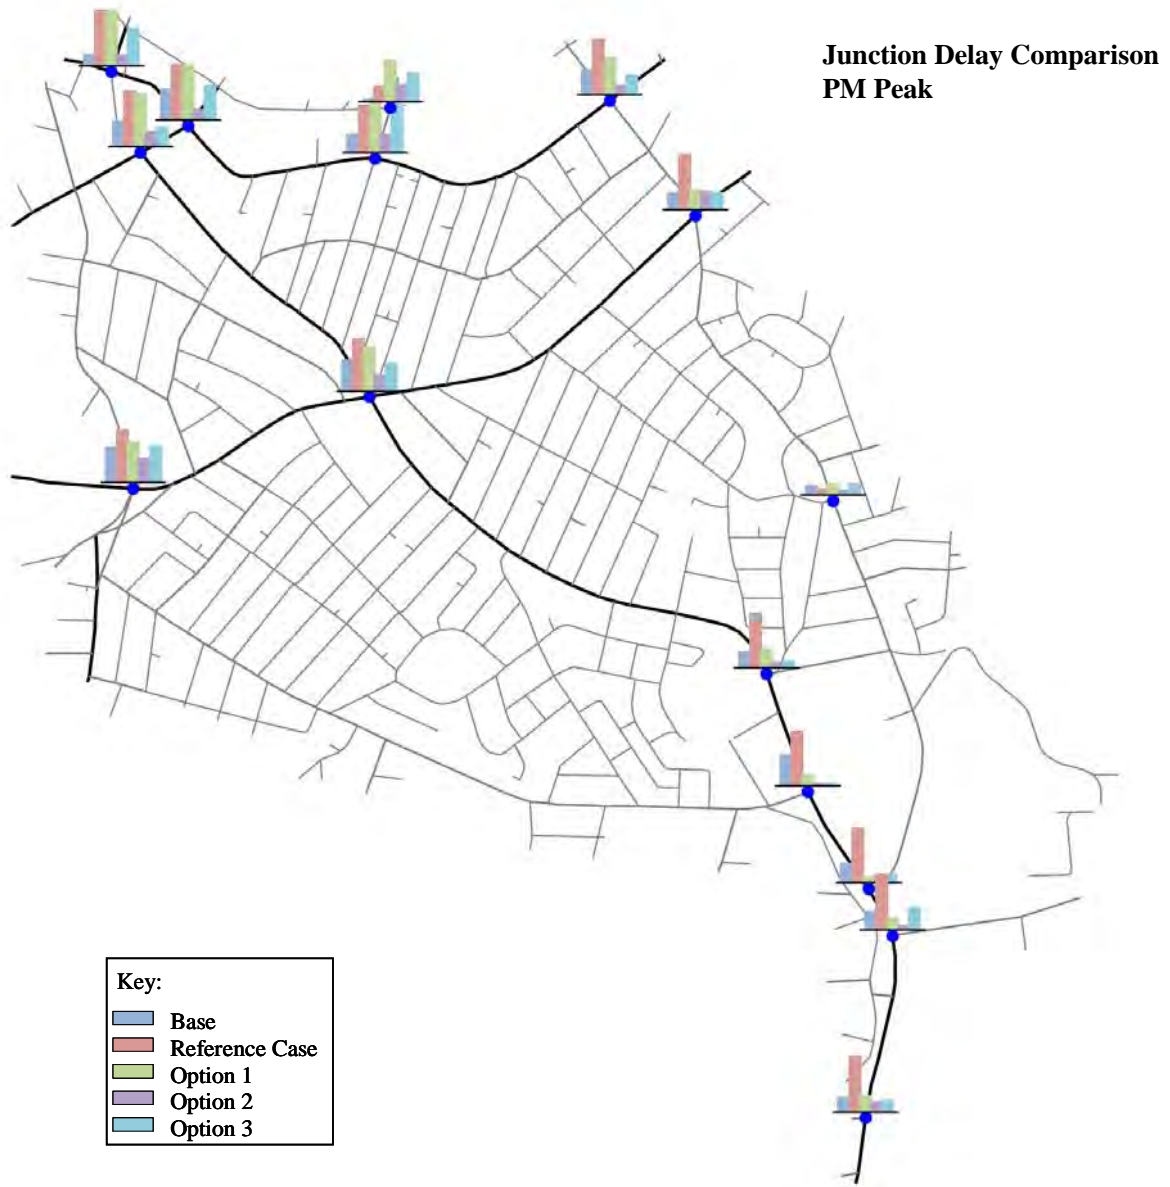 Junction Delay Comparison
PM Peak
Key:
Base
Reference Case
Option 1
Option 2
Option 3